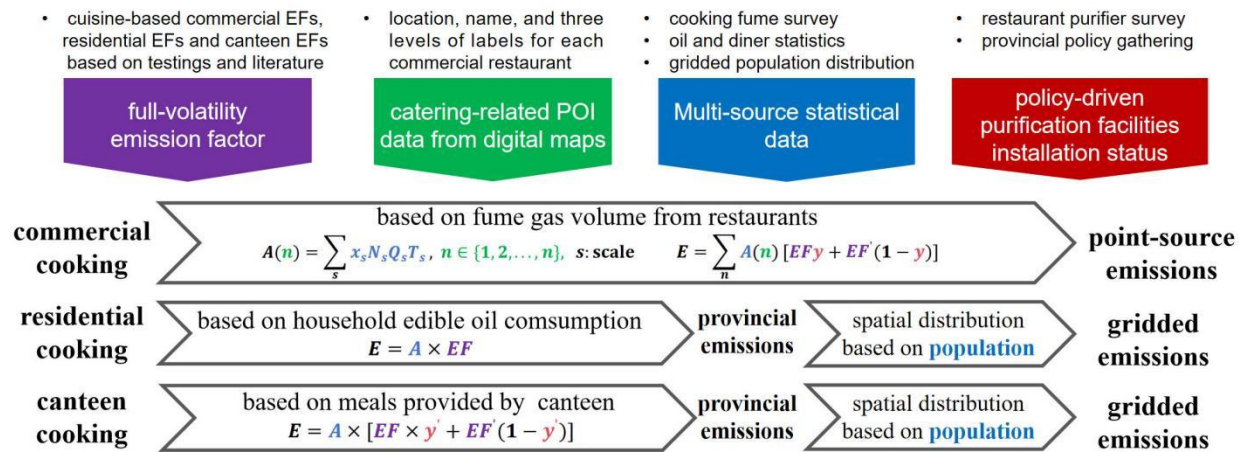 • cuisine-based commercial EFs,
residential EFs and canteen EFs
based on testings and literature
• location, name, and three
levels of labels for each
commercial restaurant
• cooking fume survey
• oil and diner statistics
• gridded population distribution
• restaurant purifier survey
• provincial policy gathering
full-volatility
emission factor
catering-related POI
data from digital maps
Multi-source statistical
data
policy-driven
purification facilities
installation status
commercial
cooking
based on fume gas volume from restaurants
A(n) = ∑_s x_s N_s Q_s T_s, n ∈ {1, 2, …, n}, s: scale
E = ∑_n A(n) [EFy + EF'(1 − y)]
point-source
emissions
residential
cooking
based on household edible oil comsumption
E = A × EF
provincial
emissions
spatial distribution
based on population
gridded
emissions
canteen
cooking
based on meals provided by canteen
E = A × [EF × y' + EF'(1 − y')]
provincial
emissions
spatial distribution
based on population
gridded
emissions